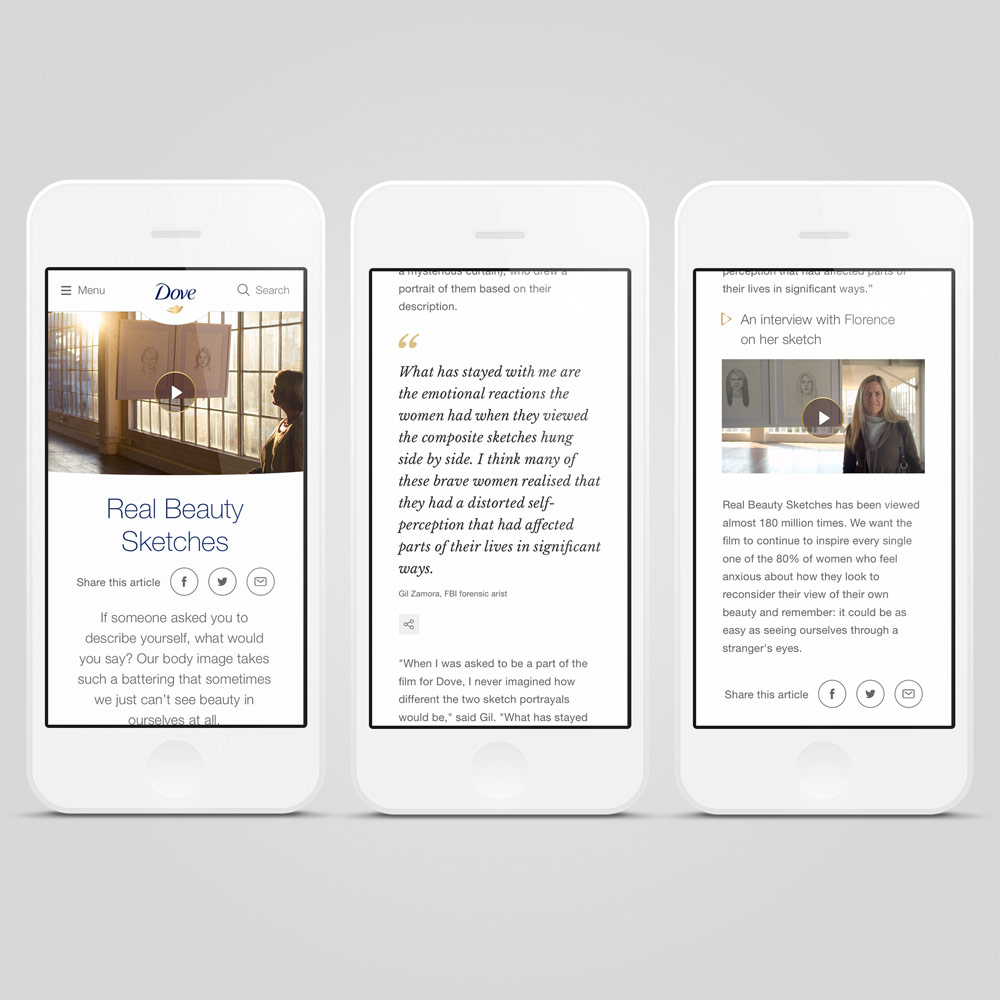 Menu
Dove
Search
Real Beauty
Sketches
Share this article
If someone asked you to
describe yourself, what would
you say? Our body image takes
such a battering that sometimes
we just can't see beauty in
ourselves at all.
a mysterious curtain), who drew a
portrait of them based on their
description.
“
What has stayed with me are
the emotional reactions the
women had when they viewed
the composite sketches hung
side by side. I think many of
these brave women realised that
they had a distorted self-
perception that had affected
parts of their lives in significant
ways.
Gil Zamora, FBI forensic arist
"When I was asked to be a part of the
film for Dove, I never imagined how
different the two sketch portrayals
would be," said Gil. "What has stayed
perception that had affected parts of
their lives in significant ways.”
An interview with Florence
on her sketch
Real Beauty Sketches has been viewed
almost 180 million times. We want the
film to continue to inspire every single
one of the 80% of women who feel
anxious about how they look to
reconsider their view of their own
beauty and remember: it could be as
easy as seeing ourselves through a
stranger's eyes.
Share this article